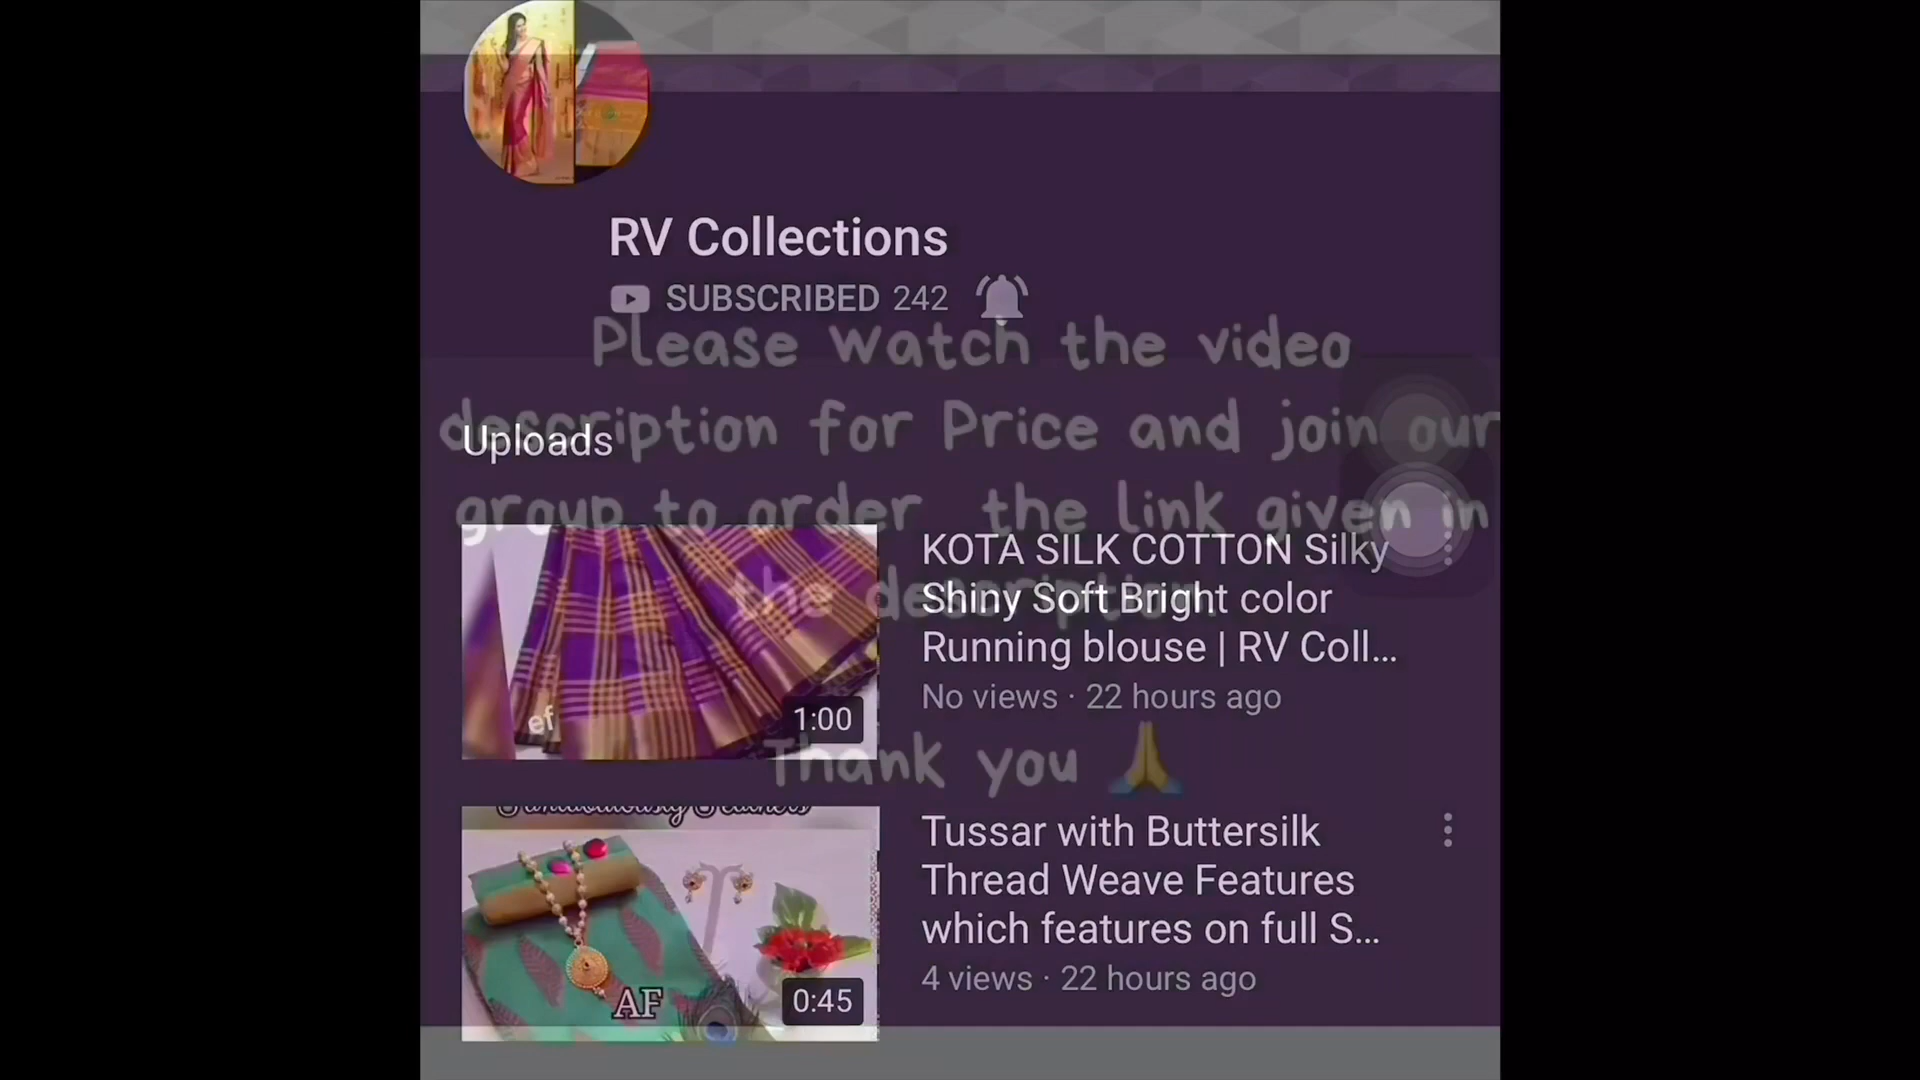 RV Collections
SUBSCRIBED 242
Please watch the video
description for Price and join our
group to order the link given in
the description.
Thank you 🙏
Uploads
KOTA SILK COTTON Silky
Shiny Soft Bright color
Running blouse | RV Coll...
No views · 22 hours ago
ef
1:00
Tussar with Buttersilk
Thread Weave Features
which features on full S...
4 views · 22 hours ago
AF
0:45